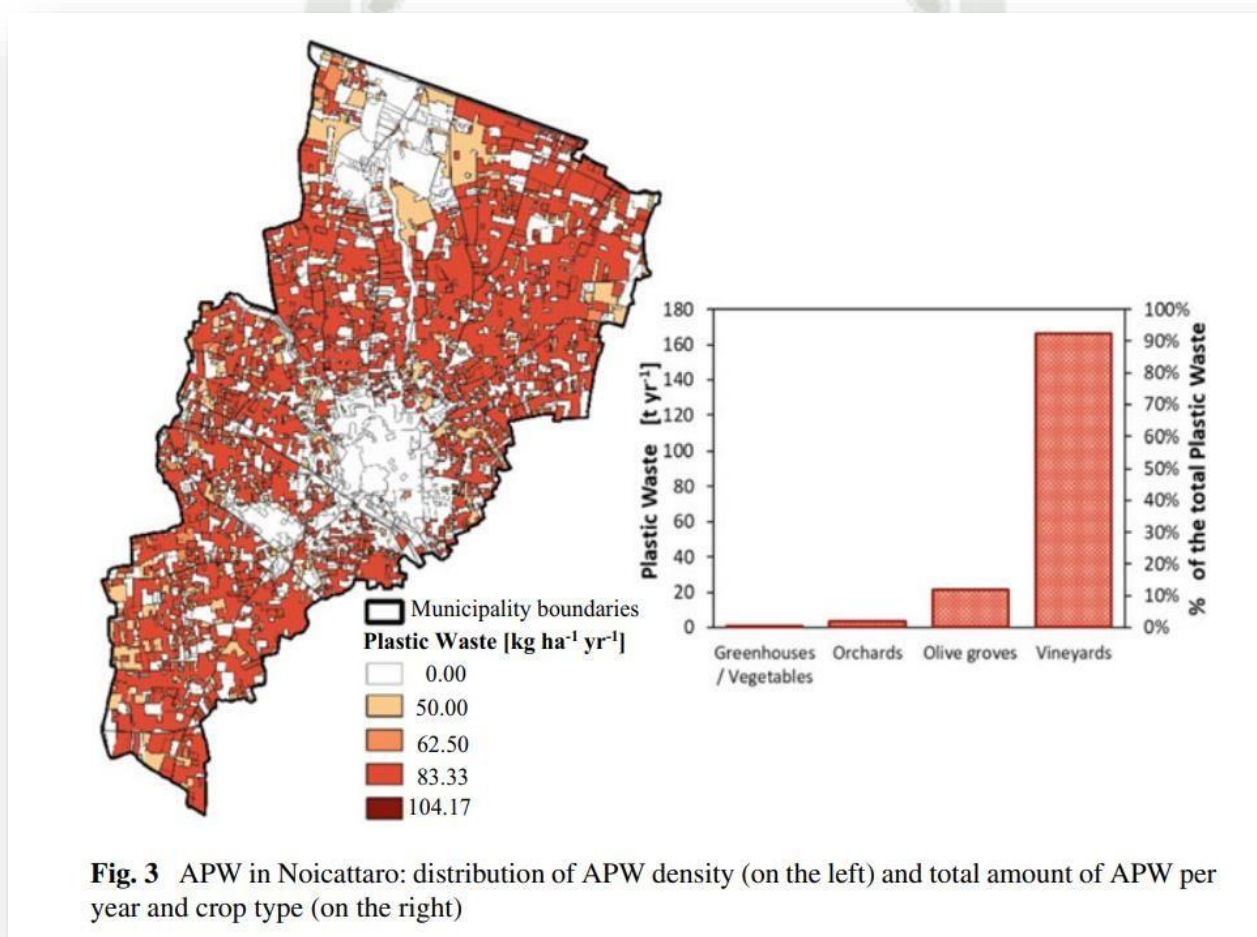 180
160
140
120
100
80
60
40
20
0
Plastic Waste [t yr⁻¹]
100%
90%
80%
70%
60%
50%
40%
30%
20%
10%
0%
% of the total Plastic Waste
Greenhouses / Vegetables
Orchards
Olive groves
Vineyards
Municipality boundaries
Plastic Waste [kg ha⁻¹ yr⁻¹]
0.00
50.00
62.50
83.33
104.17
Fig. 3 APW in Noicattaro: distribution of APW density (on the left) and total amount of APW per
year and crop type (on the right)